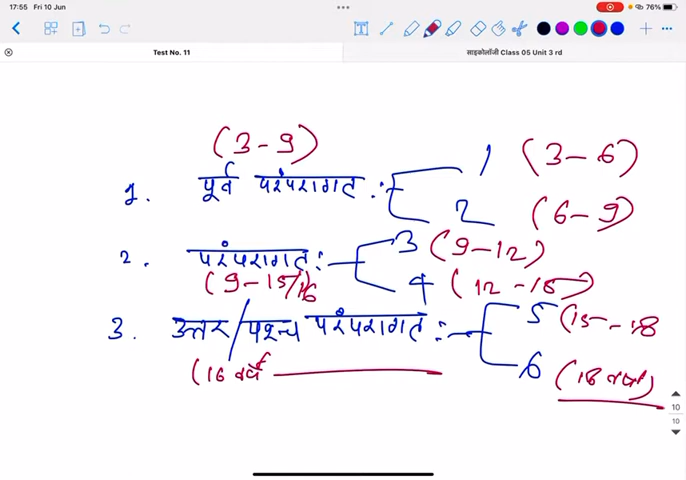 17:55 Fri 10 Jun
76%
Test No. 11
साइकोलॉजी Class 05 Unit 3 rd
(3-9)
1. पूर्व परंपरागत :- 1 (3-6)
2 (6-9)
2. परंपरागत :- 3 (9-12)
(9-15/16) 4 (12-15)
3. उत्तर/पश्च परंपरागत :- 5 (15-18
(16 वर्ष 6 (18 वर्ष)
10
10